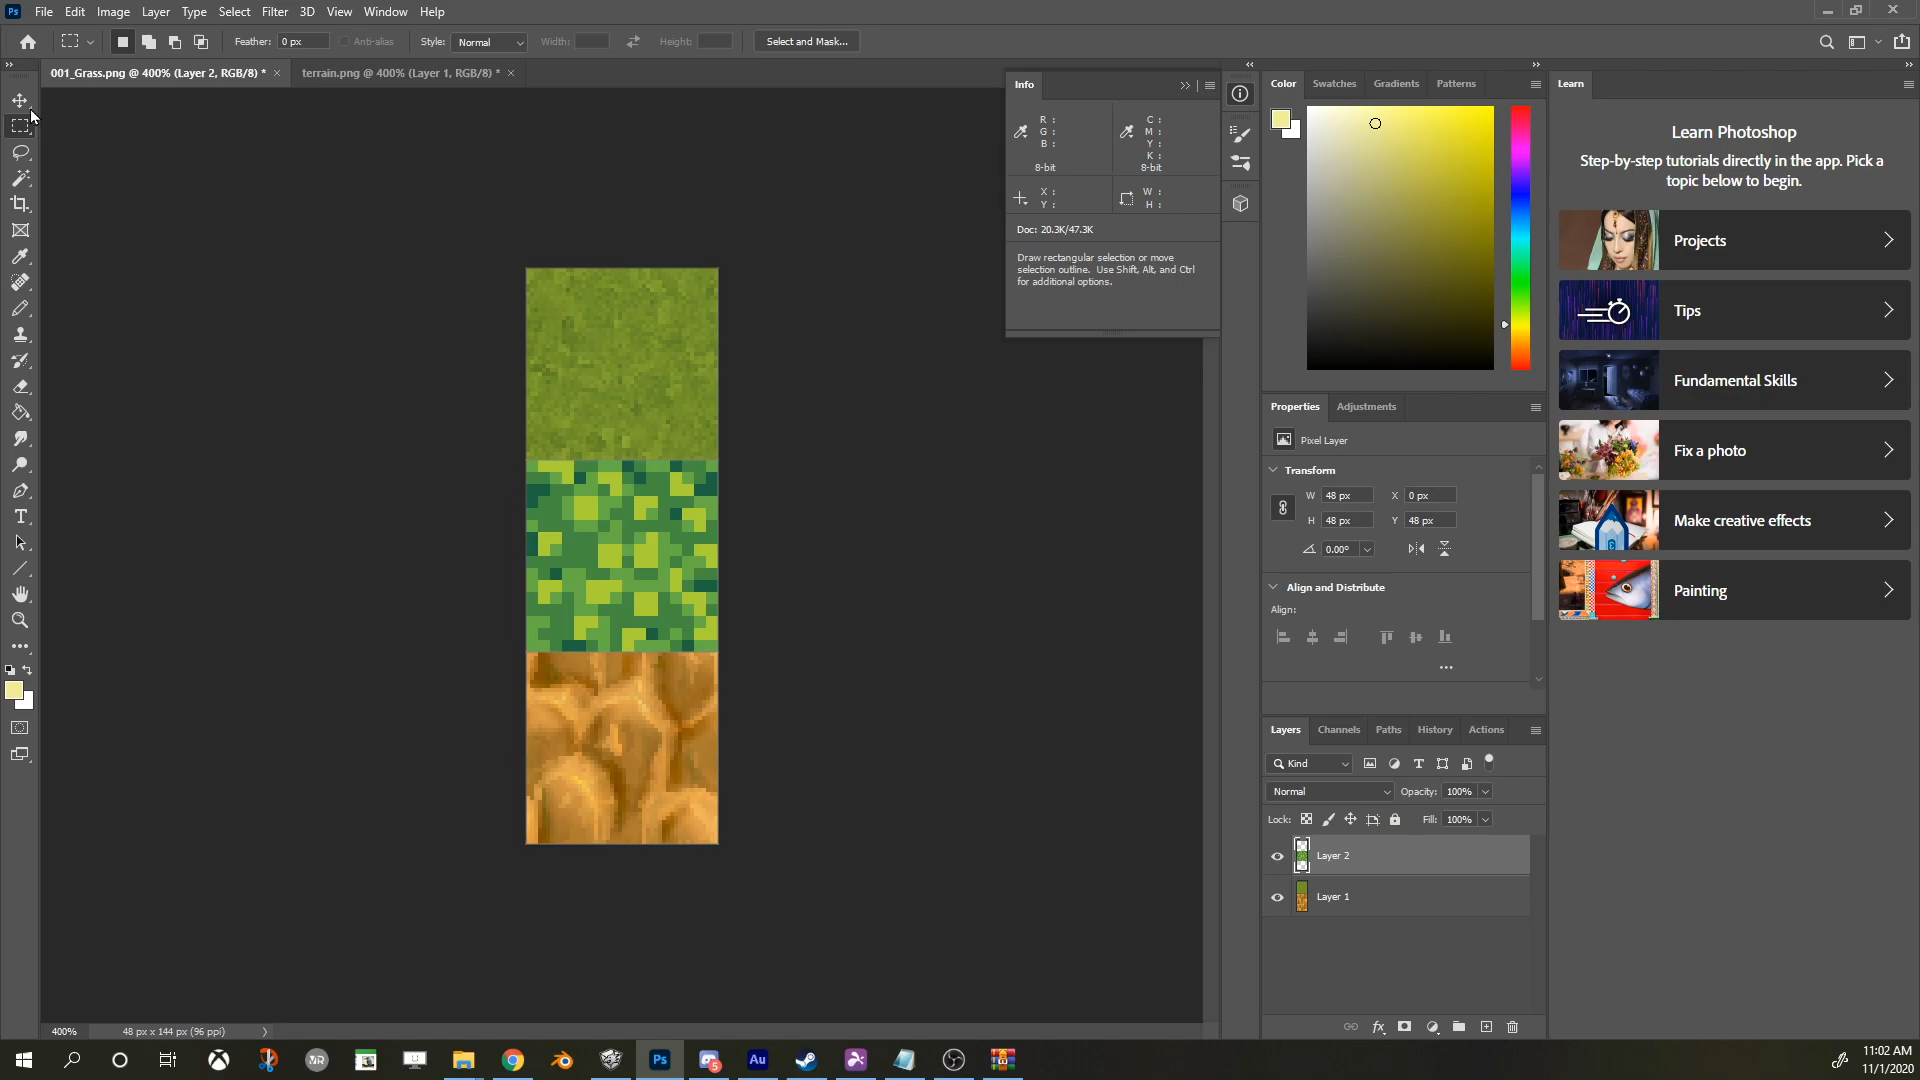 Ps File Edit Image Layer Type Select Filter 3D View Window Help
Feather: 0 px Anti-alias Style: Normal Width: Height: Select and Mask...
001_Grass.png @ 400% (Layer 2, RGB/8) * × terrain.png @ 400% (Layer 1, RGB/8) * ×
Info
R :
G :
B :
8-bit
C :
M :
Y :
K :
8-bit
X :
Y :
W :
H :
Doc: 20.3K/47.3K
Draw rectangular selection or move
selection outline. Use Shift, Alt, and Ctrl
for additional options.
Color Swatches Gradients Patterns
Properties Adjustments
Pixel Layer
Transform
W 48 px X 0 px
H 48 px Y 48 px
0.00°
Align and Distribute
Align:
Layers Channels Paths History Actions
Kind
Normal Opacity: 100%
Lock: Fill: 100%
Layer 2
Layer 1
Learn
Learn Photoshop
Step-by-step tutorials directly in the app. Pick a
topic below to begin.
Projects
Tips
Fundamental Skills
Fix a photo
Make creative effects
Painting
400% 48 px x 144 px (96 ppi)
Ps 5 Au
11:02 AM
11/1/2020